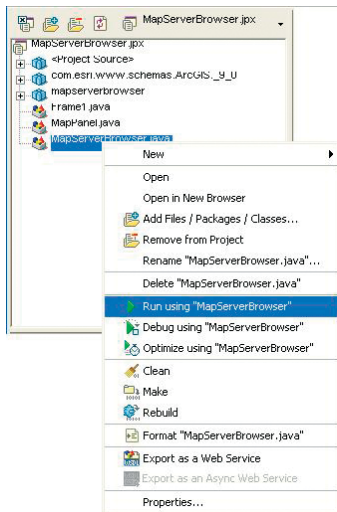 MapServerBrowser.jpx
MapServerBrowser.jpx
<Project Source>
com.esri.www.schemas.ArcGIS._9_0
mapserverbrowser
Frame1.java
MapPanel.java
MapServerBrowser.java
New
Open
Open in New Browser
Add Files / Packages / Classes...
Remove from Project
Rename "MapServerBrowser.java"...
Delete "MapServerBrowser.java"
Run using "MapServerBrowser"
Debug using "MapServerBrowser"
Optimize using "MapServerBrowser"
Clean
Make
Rebuild
Format "MapServerBrowser.java"
Export as a Web Service
Export as an Async Web Service
Properties...